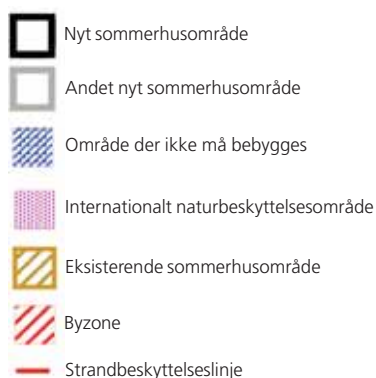 Nyt sommerhusområde
Andet nyt sommerhusområde
Område der ikke må bebygges
Internationalt naturbeskyttelsesområde
Eksisterende sommerhusområde
Byzone
Strandbeskyttelseslinje